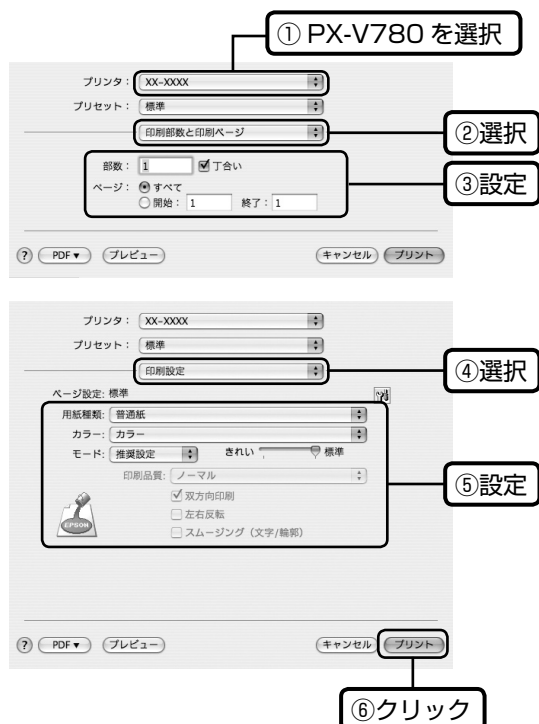 ① PX-V780 を選択
プリンタ： XX-XXXX
プリセット： 標準
印刷部数と印刷ページ
②選択
部数： 1 丁合い
③設定
ページ： すべて
開始： 1 終了： 1
? PDF▼ プレビュー キャンセル プリント
プリンタ： XX-XXXX
プリセット： 標準
印刷設定
④選択
ページ設定: 標準
用紙種類: 普通紙
カラー: カラー
モード: 推奨設定 きれい 標準
印刷品質: ノーマル
⑤設定
双方向印刷
左右反転
EPSON
スムージング（文字/輪郭）
? PDF▼ プレビュー キャンセル プリント
⑥クリック